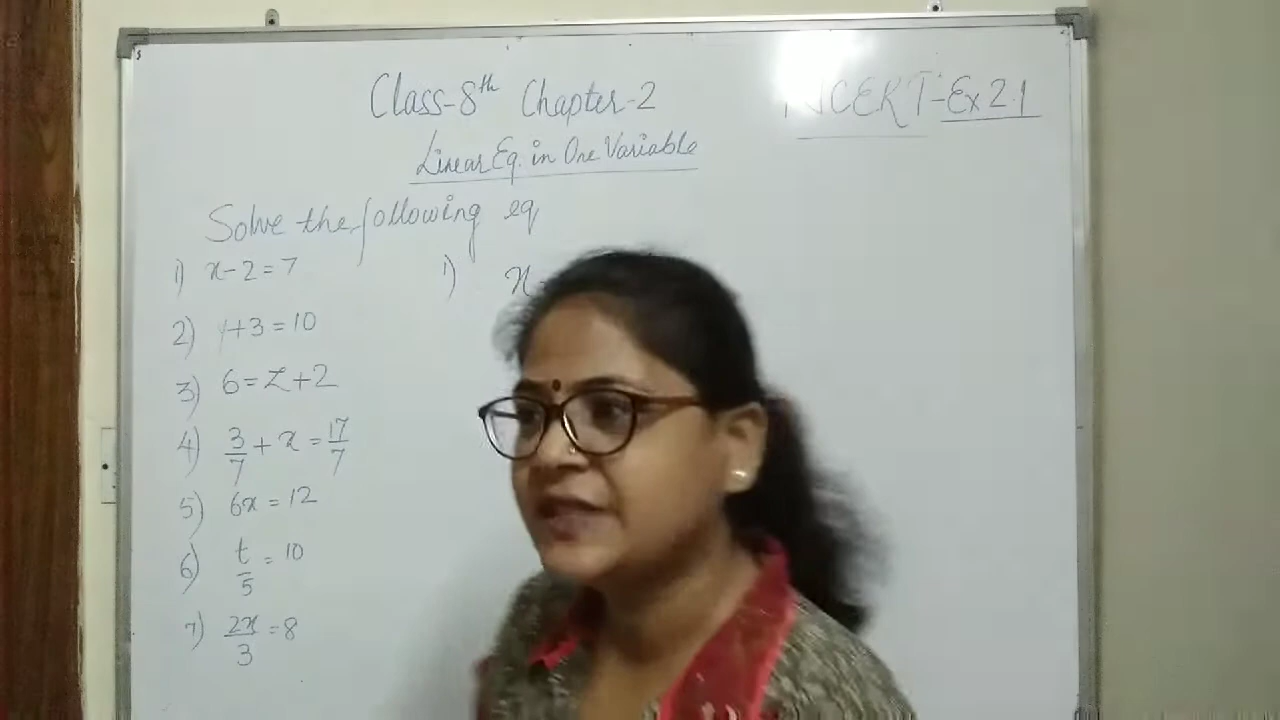 Class-8th Chapter-2
NCERT-Ex 2.1
Linear Eq. in One Variable
Solve the following eq
1) x-2=7
2) y+3=10
3) 6=z+2
4) 3/7+x=17/7
5) 6x=12
6) t/5=10
7) 2x/3=8
1) x-